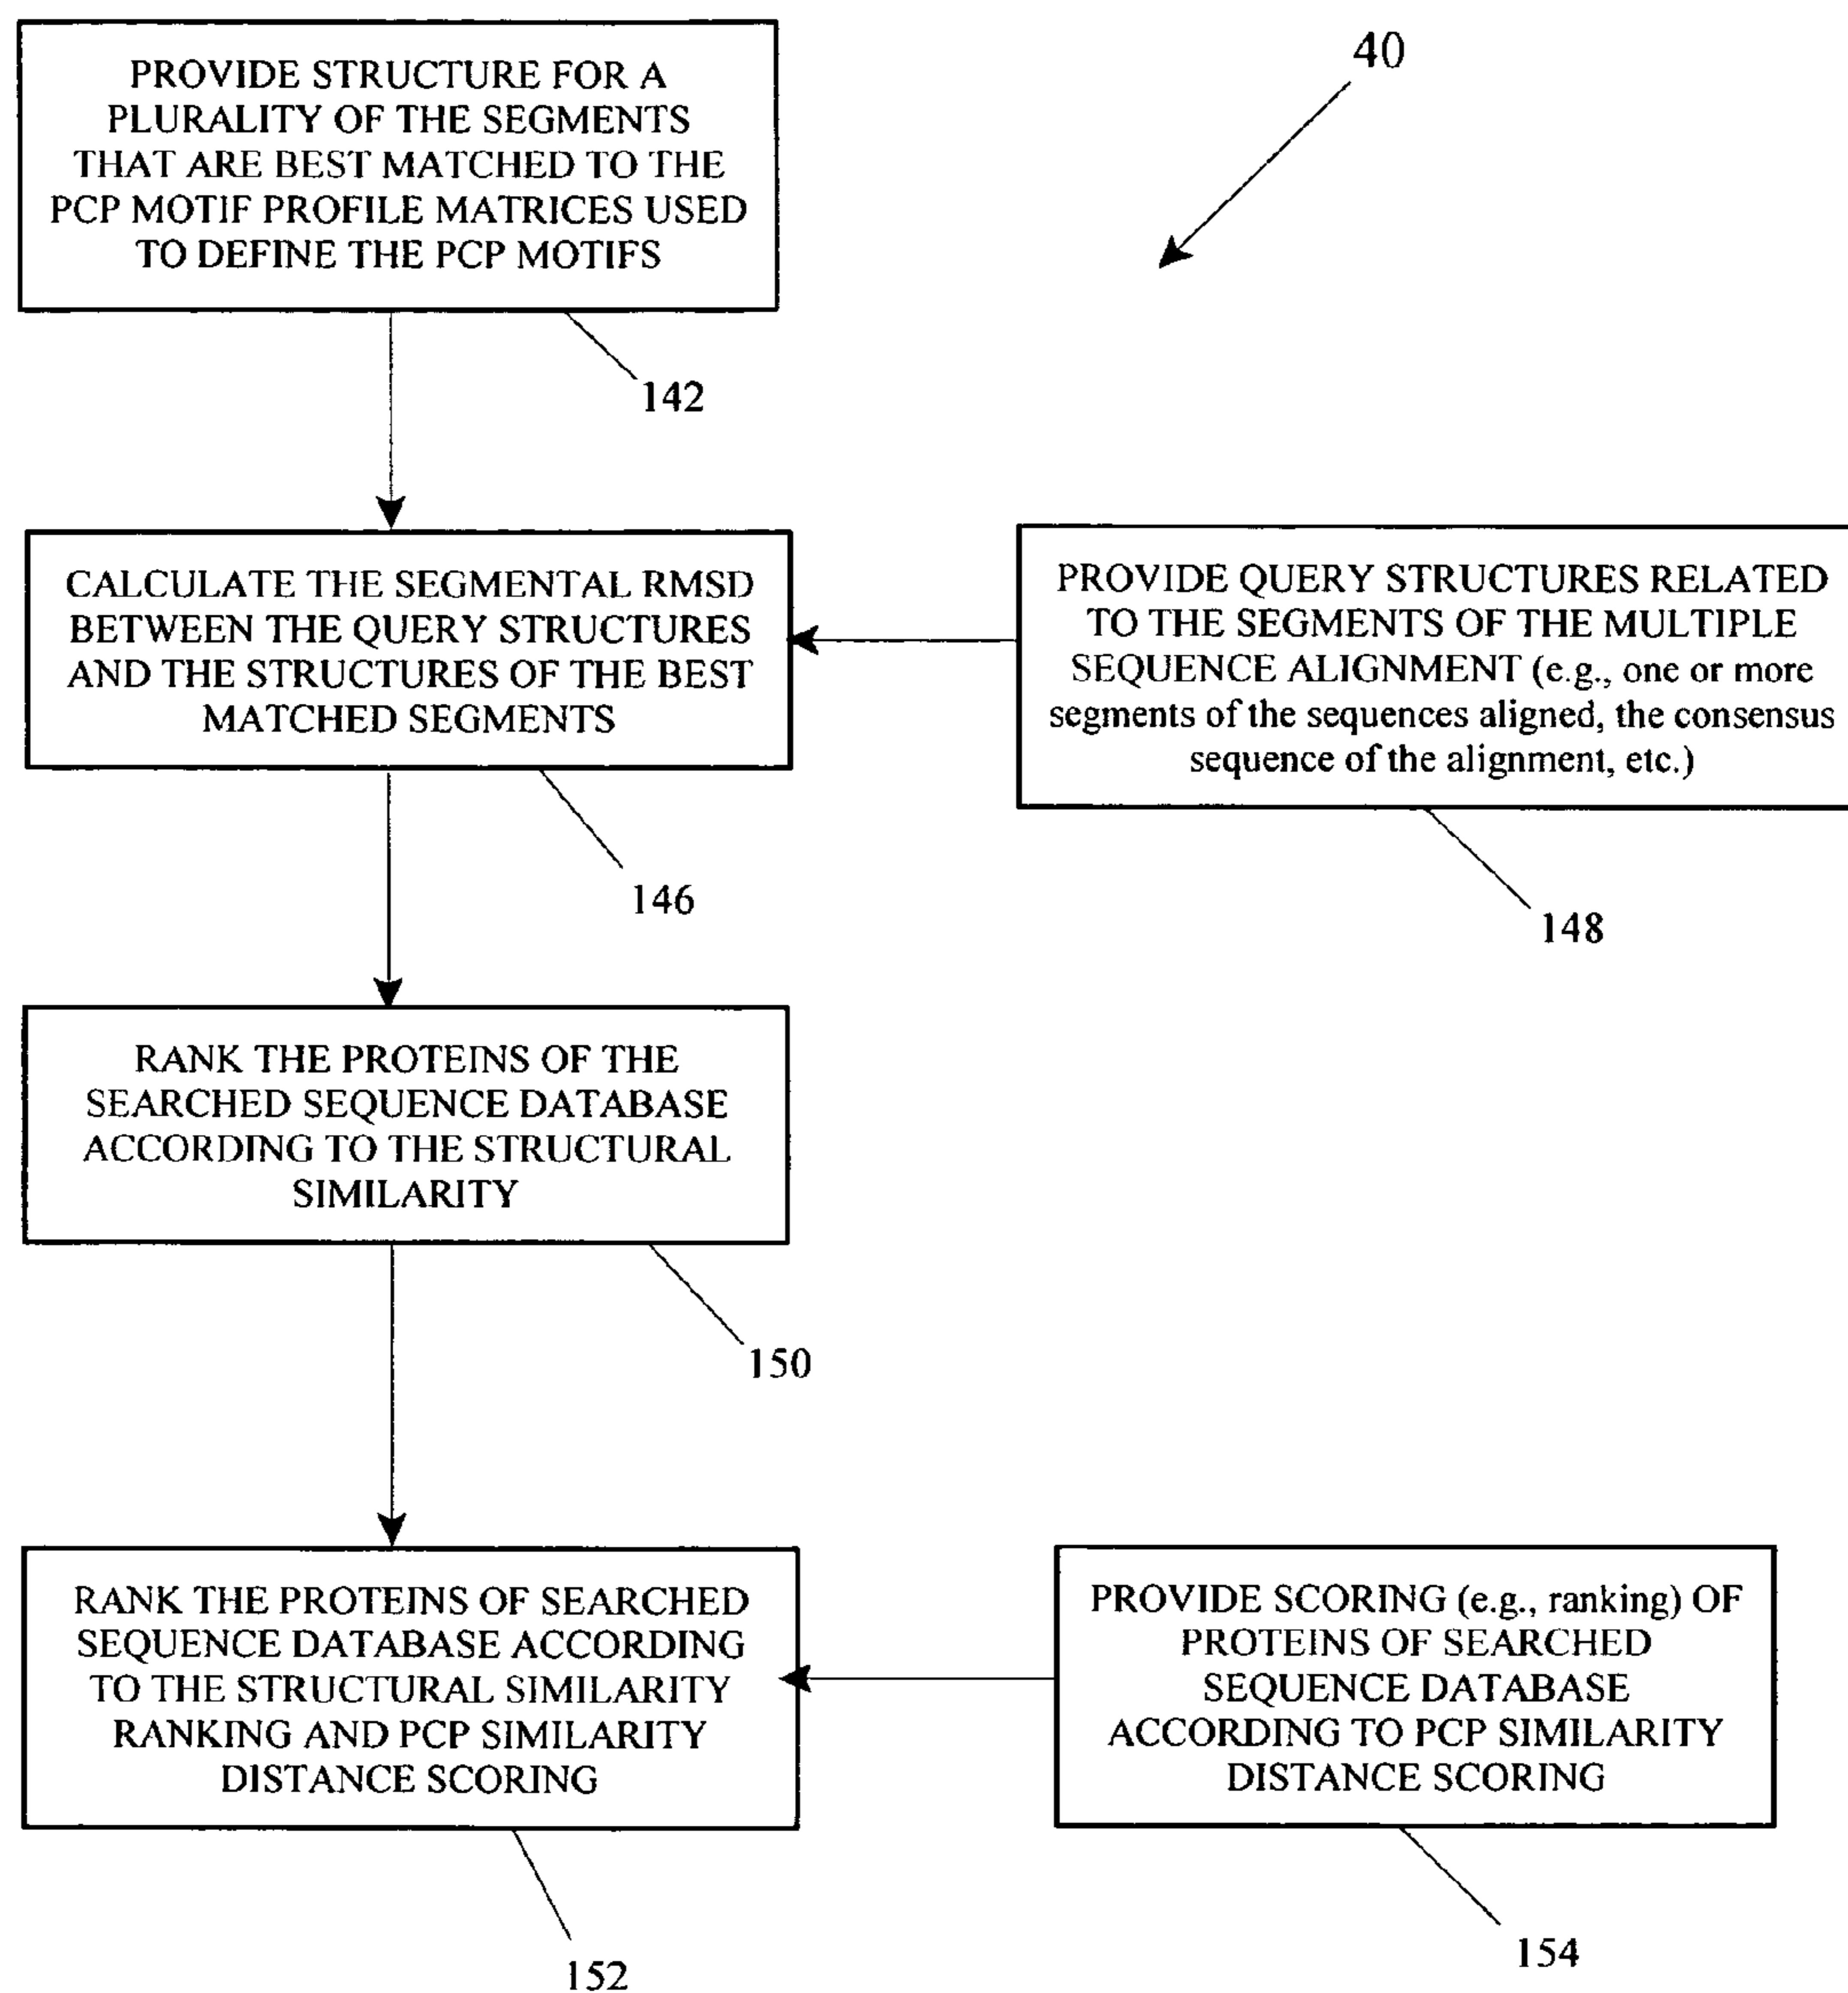 40
PROVIDE STRUCTURE FOR A
PLURALITY OF THE SEGMENTS
THAT ARE BEST MATCHED TO THE
PCP MOTIF PROFILE MATRICES USED
TO DEFINE THE PCP MOTIFS
142
CALCULATE THE SEGMENTAL RMSD
BETWEEN THE QUERY STRUCTURES
AND THE STRUCTURES OF THE BEST
MATCHED SEGMENTS
146
PROVIDE QUERY STRUCTURES RELATED
TO THE SEGMENTS OF THE MULTIPLE
SEQUENCE ALIGNMENT (e.g., one or more
segments of the sequences aligned, the consensus
sequence of the alignment, etc.)
148
RANK THE PROTEINS OF THE
SEARCHED SEQUENCE DATABASE
ACCORDING TO THE STRUCTURAL
SIMILARITY
150
RANK THE PROTEINS OF SEARCHED
SEQUENCE DATABASE ACCORDING
TO THE STRUCTURAL SIMILARITY
RANKING AND PCP SIMILARITY
DISTANCE SCORING
152
PROVIDE SCORING (e.g., ranking) OF
PROTEINS OF SEARCHED
SEQUENCE DATABASE
ACCORDING TO PCP SIMILARITY
DISTANCE SCORING
154